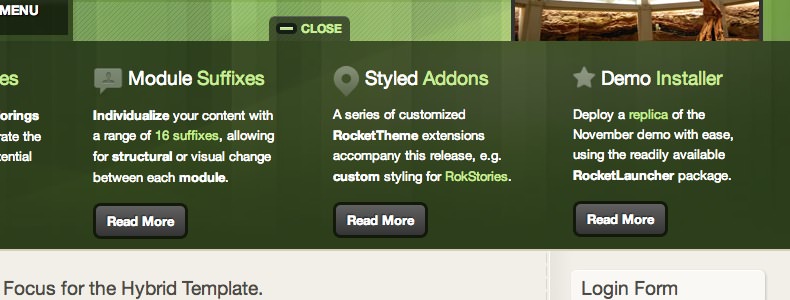 MENU
CLOSE
es
orings
rate the
ential
Module Suffixes
Individualize your content with
a range of 16 suffixes, allowing
for structural or visual change
between each module.
Read More
Styled Addons
A series of customized
RocketTheme extensions
accompany this release, e.g.
custom styling for RokStories.
Read More
Demo Installer
Deploy a replica of the
November demo with ease,
using the readily available
RocketLauncher package.
Read More
Focus for the Hybrid Template.
Login Form